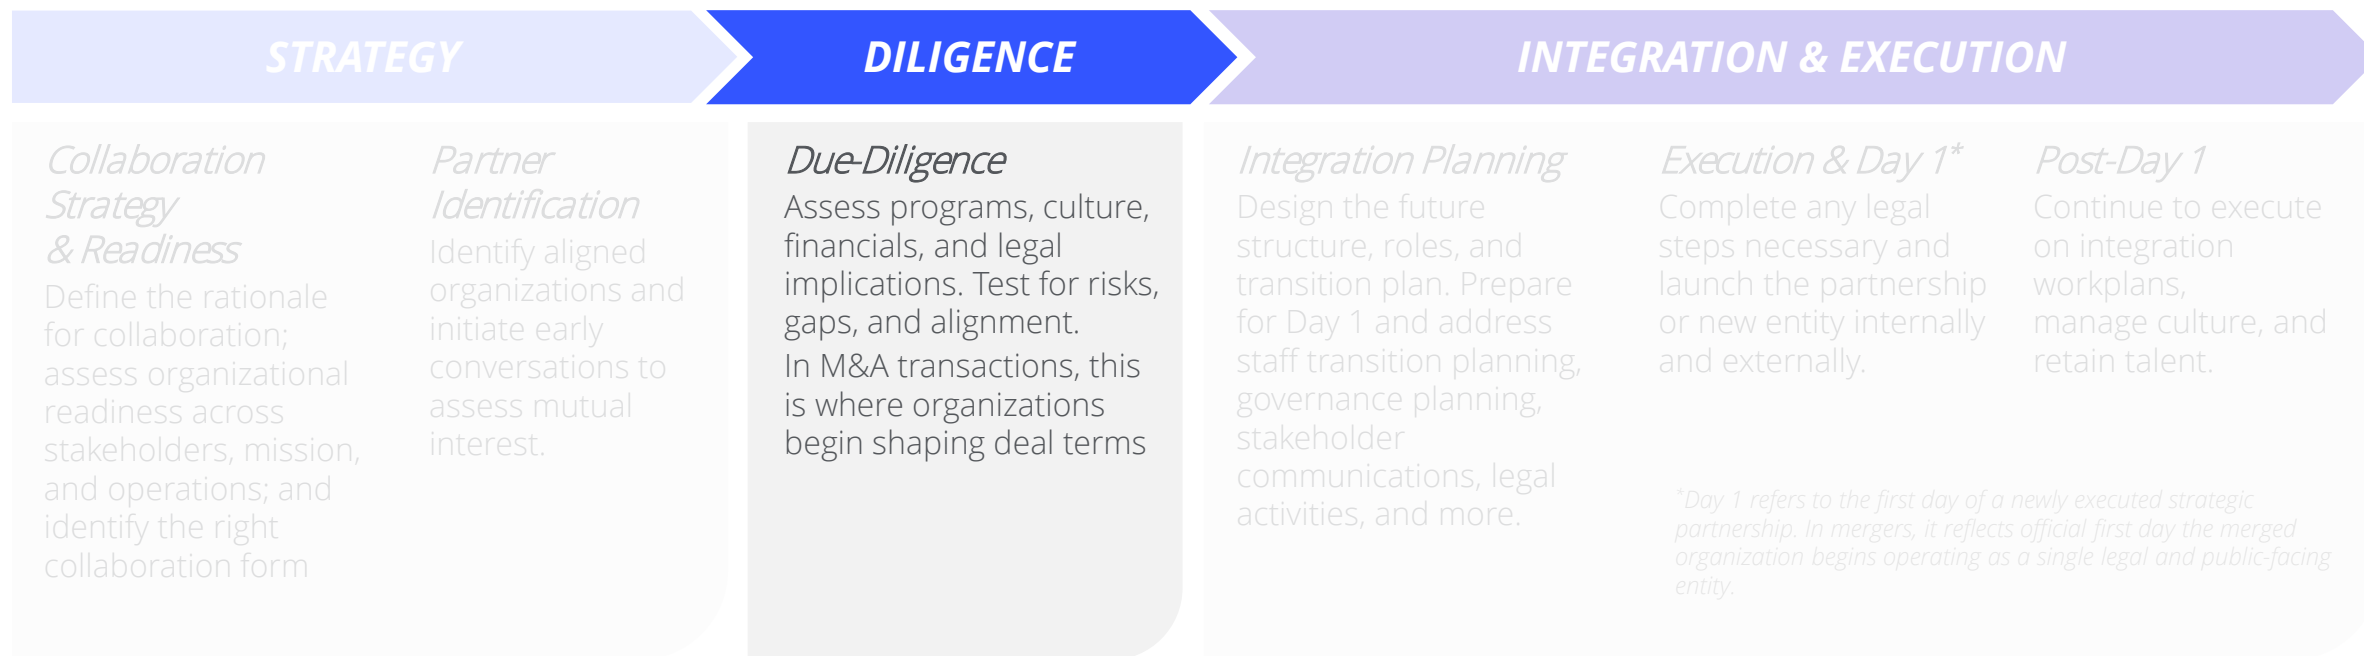 STRATEGY
DILIGENCE
INTEGRATION & EXECUTION
Collaboration
Strategy
& Readiness
Define the rationale
for collaboration;
assess organizational
readiness across
stakeholders, mission,
and operations; and
identify the right
collaboration form
Partner
Identification
Identify aligned
organizations and
initiate early
conversations to
assess mutual
interest.
Due-Diligence
Assess programs, culture,
financials, and legal
implications. Test for risks,
gaps, and alignment.
In M&A transactions, this
is where organizations
begin shaping deal terms
Integration Planning
Design the future
structure, roles, and
transition plan. Prepare
for Day 1 and address
staff transition planning,
governance planning,
stakeholder
communications, legal
activities, and more.
Execution & Day 1*
Complete any legal
steps necessary and
launch the partnership
or new entity internally
and externally.
Post-Day 1
Continue to execute
on integration
workplans,
manage culture, and
retain talent.
*Day 1 refers to the first day of a newly executed strategic
partnership. In mergers, it reflects official first day the merged
organization begins operating as a single legal and public-facing
entity.